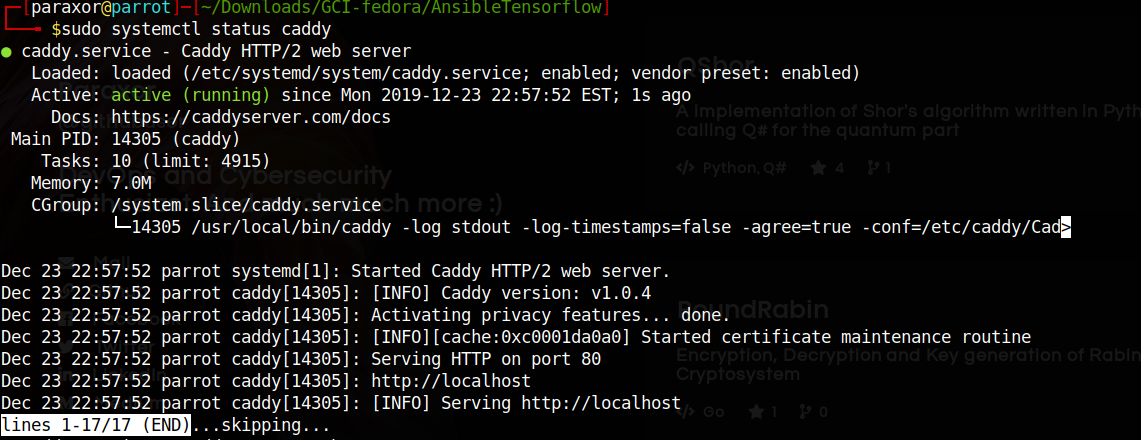 [paraxor@parrot]-[~/Downloads/GCI-fedora/AnsibleTensorflow]
$sudo systemctl status caddy
● caddy.service - Caddy HTTP/2 web server
Loaded: loaded (/etc/systemd/system/caddy.service; enabled; vendor preset: enabled)
Active: active (running) since Mon 2019-12-23 22:57:52 EST; 1s ago
Docs: https://caddyserver.com/docs
Main PID: 14305 (caddy)
Tasks: 10 (limit: 4915)
Memory: 7.0M
CGroup: /system.slice/caddy.service
└─14305 /usr/local/bin/caddy -log stdout -log-timestamps=false -agree=true -conf=/etc/caddy/Cad>
Dec 23 22:57:52 parrot systemd[1]: Started Caddy HTTP/2 web server.
Dec 23 22:57:52 parrot caddy[14305]: [INFO] Caddy version: v1.0.4
Dec 23 22:57:52 parrot caddy[14305]: Activating privacy features... done.
Dec 23 22:57:52 parrot caddy[14305]: [INFO][cache:0xc0001da0a0] Started certificate maintenance routine
Dec 23 22:57:52 parrot caddy[14305]: Serving HTTP on port 80
Dec 23 22:57:52 parrot caddy[14305]: http://localhost
Dec 23 22:57:52 parrot caddy[14305]: [INFO] Serving http://localhost
lines 1-17/17 (END)...skipping...
QShor
A Implementation of Shor's algorithm written in Pyth
calling Q# for the quantum part
Python, Q# 4 1
DevOps and Cybersecurity
much more :)
Mail
RoundRabin
Encryption, Decryption and Key generation of Rabin
Cryptosystem
Go 1 0